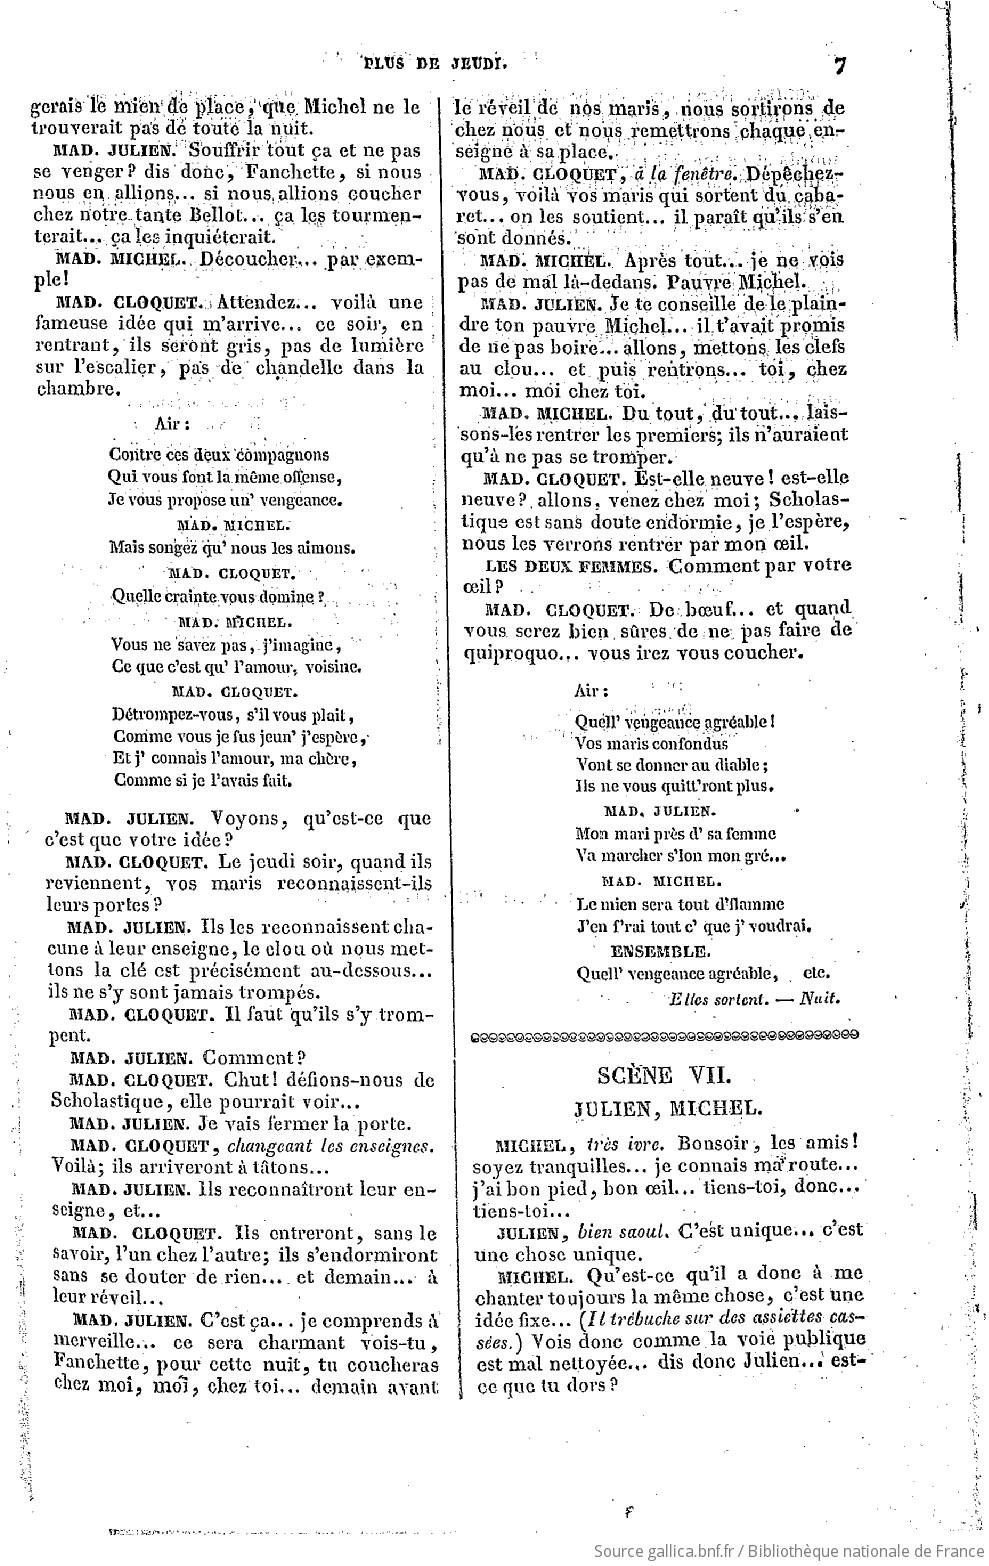 PLUS DE JEUDI.
7
gerais le mien de place, que Michel ne le
trouverait pas de toute la nuit.
MAD. JULIEN. Souffrir tout ça et ne pas
se venger? dis donc, Fanchette, si nous
nous en allions... si nous allions coucher
chez notre tante Bellot... ça les tourmen-
terait... ça les inquiéterait.
MAD. MICHEL. Découcher... par exem-
ple!
MAD. CLOQUET. Attendez... voilà une
fameuse idée qui m'arrive... ce soir, en
rentrant, ils seront gris, pas de lumière
sur l'escalier, pas de chandelle dans la
chambre.
Air:
Contre ces deux compagnons
Qui vous font la même offense,
Je vous propose un' vengeance.
MAD. MICHEL.
Mais songez qu' nous les aimons.
MAD. CLOQUET.
Quelle crainte vous domine?
MAD. MICHEL.
Vous ne savez pas, j'imagine,
Ce que c'est qu' l'amour, voisine.
MAD. CLOQUET.
Détrompez-vous, s'il vous plait,
Comme vous je fus jeun' j'espère,
Et j' connais l'amour, ma chère,
Comme si je l'avais fait.
MAD. JULIEN. Voyons, qu'est-ce que
c'est que votre idée?
MAD. CLOQUET. Le jeudi soir, quand ils
reviennent, vos maris reconnaissent-ils
leurs portes?
MAD. JULIEN. Ils les reconnaissent cha-
cune à leur enseigne, le clou où nous met-
tons la clé est précisément au-dessous...
ils ne s'y sont jamais trompés.
MAD. CLOQUET. Il faut qu'ils s'y trom-
pent.
MAD. JULIEN. Comment?
MAD. CLOQUET. Chut! défions-nous de
Scholastique, elle pourrait voir...
MAD. JULIEN. Je vais fermer la porte.
MAD. CLOQUET, changeant les enseignes.
Voilà; ils arriveront à tâtons...
MAD. JULIEN. Ils reconnaîtront leur en-
seigne, et...
MAD. CLOQUET. Ils entreront, sans le
savoir, l'un chez l'autre; ils s'endormiront
sans se douter de rien... et demain... à
leur réveil...
MAD. JULIEN. C'est ça... je comprends à
merveille... ce sera charmant vois-tu,
Fanchette, pour cette nuit, tu coucheras
chez moi, moi, chez toi... demain avant
le réveil de nos maris, nous sortirons de
chez nous et nous remettrons chaque en-
seigne à sa place.
MAD. CLOQUET, à la fenêtre. Dépêchez-
vous, voilà vos maris qui sortent du caba-
ret... on les soutient... il paraît qu'ils s'en
sont donnés.
MAD. MICHEL. Après tout... je ne vois
pas de mal là-dedans. Pauvre Michel.
MAD. JULIEN. Je te conseille de le plain-
dre ton pauvre Michel... il t'avait promis
de ne pas boire... allons, mettons les clefs
au clou... et puis rentrons... toi, chez
moi... moi chez toi.
MAD. MICHEL. Du tout, du tout... lais-
sons-les rentrer les premiers; ils n'auraient
qu'à ne pas se tromper.
MAD. CLOQUET. Est-elle neuve! est-elle
neuve? allons, venez chez moi; Scholas-
tique est sans doute endormie, je l'espère,
nous les verrons rentrer par mon œil.
LES DEUX FEMMES. Comment par votre
œil?
MAD. CLOQUET. De bœuf... et quand
vous serez bien sûres de ne pas faire de
quiproquo... vous irez vous coucher.
Air:
Quell' vengeance agréable!
Vos maris confondus
Vont se donner au diable;
Ils ne vous quitt'ront plus.
MAD. JULIEN.
Mon mari près d' sa femme
Va marcher s'lon mon gré...
MAD. MICHEL.
Le mien sera tout d'flamme
J'en f'rai tout c' que j' voudrai.
ENSEMBLE.
Quell' vengeance agréable, etc.
Elles sortent. — Nuit.
SCÈNE VII.
JULIEN, MICHEL.
MICHEL, très ivre. Bonsoir, les amis!
soyez tranquilles... je connais ma route...
j'ai bon pied, bon œil... tiens-toi, donc...
tiens-toi...
JULIEN, bien saoul. C'est unique... c'est
une chose unique.
MICHEL. Qu'est-ce qu'il a donc à me
chanter toujours la même chose, c'est une
idée fixe... (Il trébuche sur des assiettes cas-
sées.) Vois donc comme la voie publique
est mal nettoyée... dis donc Julien... est-
ce que tu dors?
Source gallica.bnf.fr / Bibliothèque nationale de France